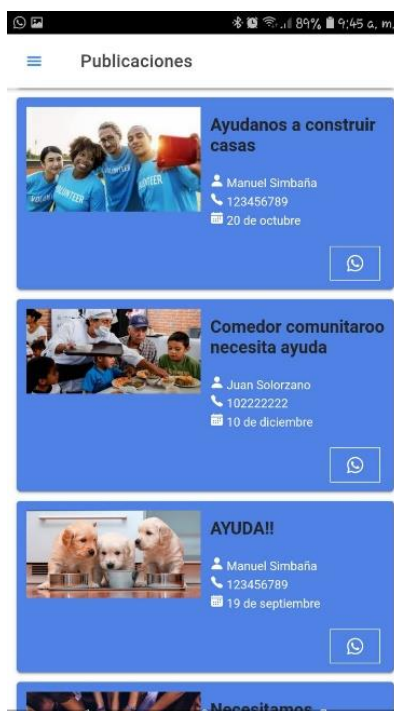 89% 9:45 a. m.
Publicaciones
Ayudanos a construir
casas
Manuel Simbaña
123456789
20 de octubre
Comedor comunitaroo
necesita ayuda
Juan Solorzano
102222222
10 de diciembre
AYUDA!!
Manuel Simbaña
123456789
19 de septiembre
Necesitamos